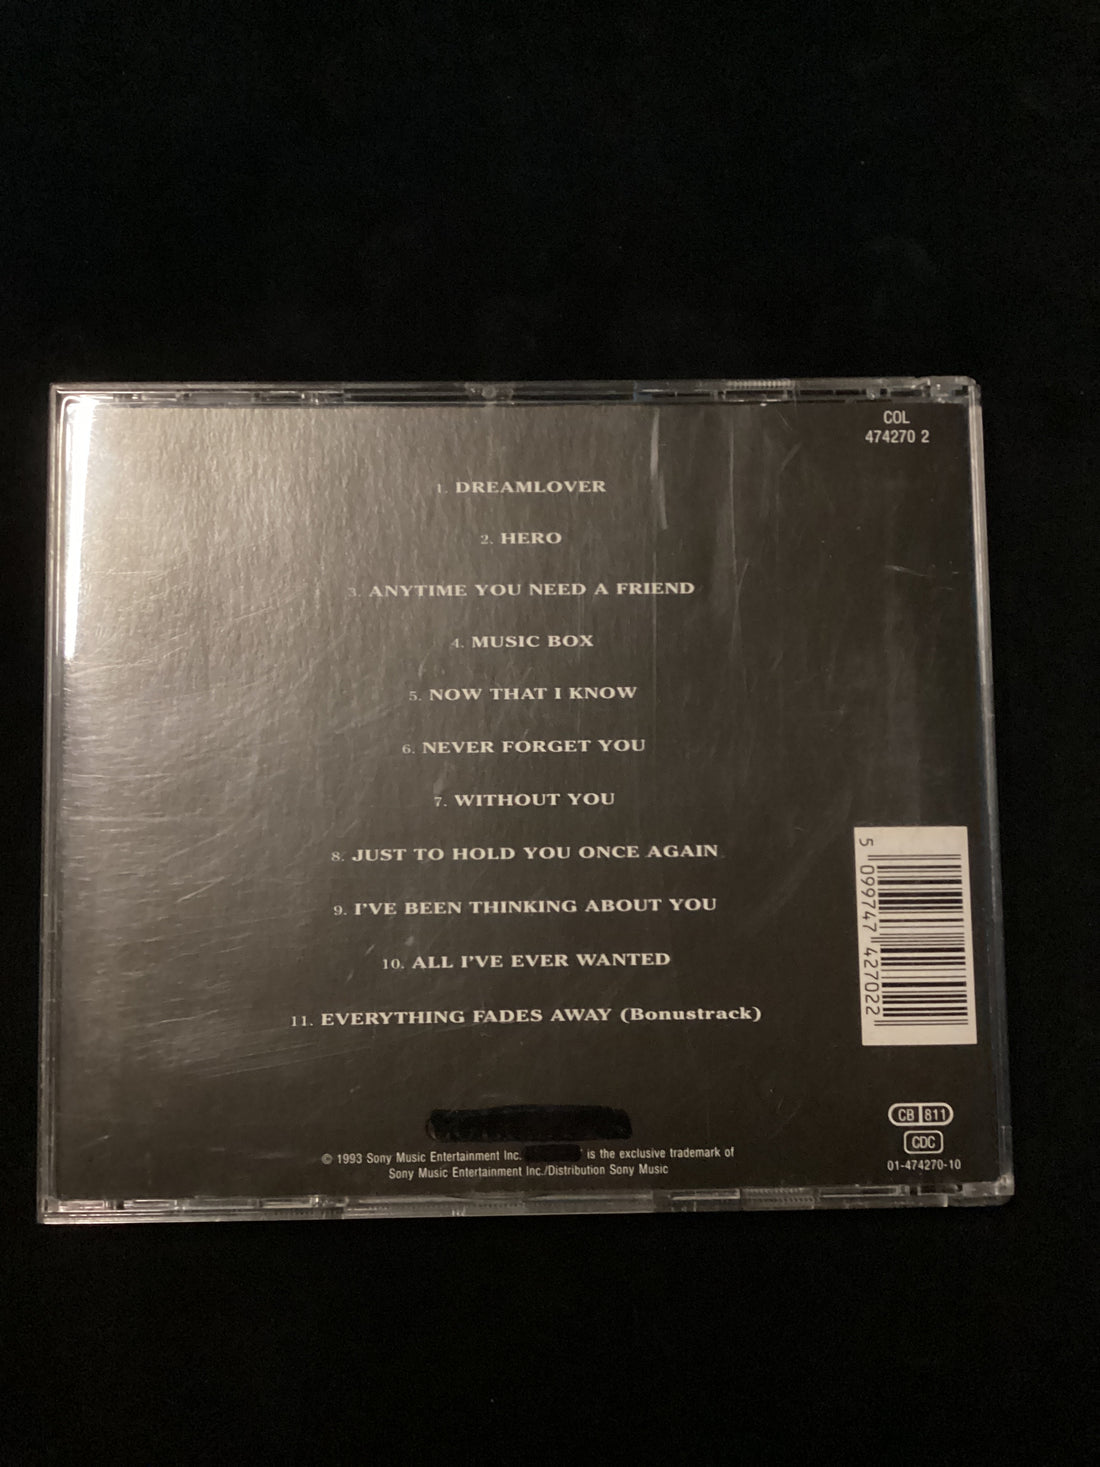 COL
474270 2
1. DREAMLOVER
2. HERO
3. ANYTIME YOU NEED A FRIEND
4. MUSIC BOX
5. NOW THAT I KNOW
6. NEVER FORGET YOU
7. WITHOUT YOU
8. JUST TO HOLD YOU ONCE AGAIN
9. I'VE BEEN THINKING ABOUT YOU
10. ALL I'VE EVER WANTED
11. EVERYTHING FADES AWAY (Bonustrack)
5 099747 427022
CB 811
CDC
01-474270-10
© 1993 Sony Music Entertainment Inc. is the exclusive trademark of
Sony Music Entertainment Inc./Distribution Sony Music